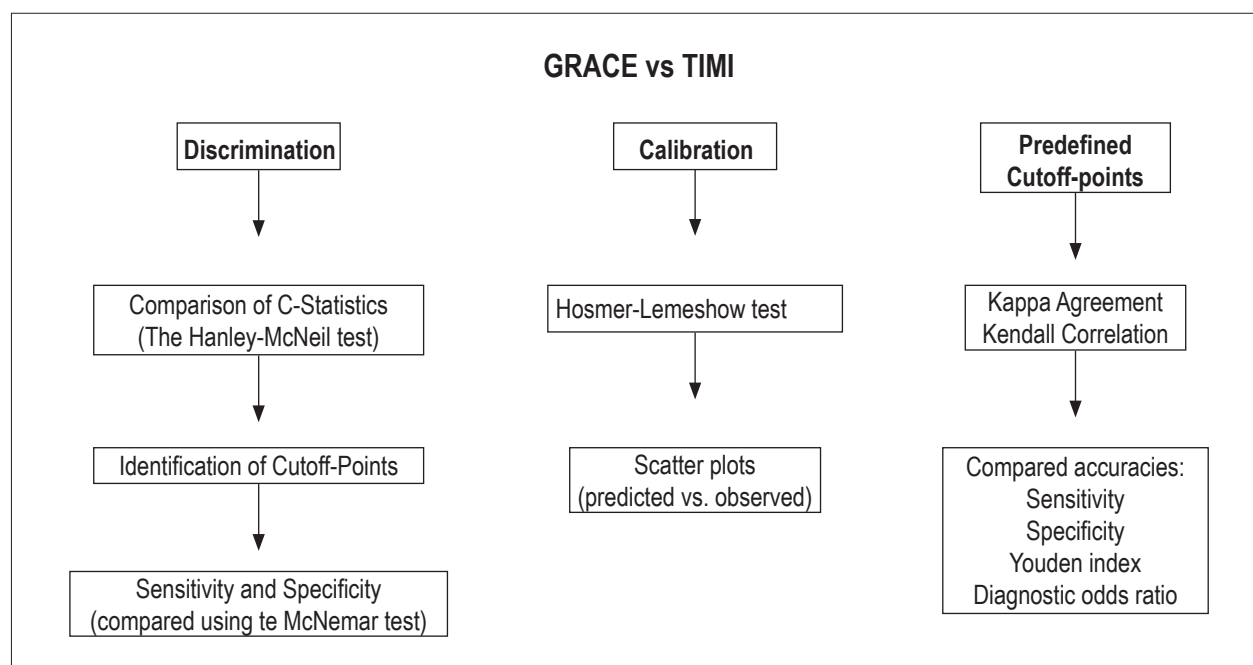 GRACE vs TIMI
Discrimination
Comparison of C-Statistics
(The Hanley-McNeil test)
Identification of Cutoff-Points
Sensitivity and Specificity
(compared using te McNemar test)
Calibration
Hosmer-Lemeshow test
Scatter plots
(predicted vs. observed)
Predefined
Cutoff-points
Kappa Agreement
Kendall Correlation
Compared accuracies:
Sensitivity
Specificity
Youden index
Diagnostic odds ratio